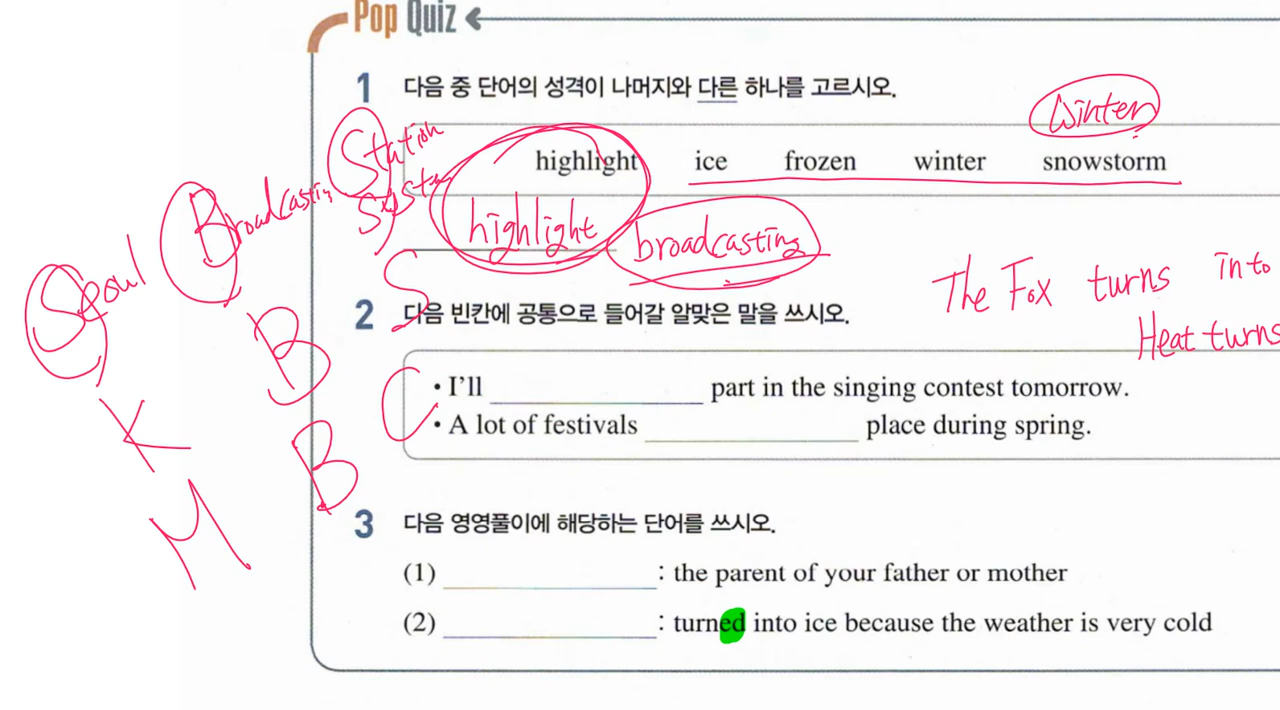 Pop Quiz
1 다음 중 단어의 성격이 나머지와 다른 하나를 고르시오.
Winter
highlight ice frozen winter snowstorm
Station
System
Seoul Broadcasting
highlight broadcasting
S
B
K
C
B
M
The Fox turns into
Heat turns
2 다음 빈칸에 공통으로 들어갈 알맞은 말을 쓰시오.
• I'll ____ part in the singing contest tomorrow.
• A lot of festivals ____ place during spring.
3 다음 영영풀이에 해당하는 단어를 쓰시오.
(1) ____ : the parent of your father or mother
(2) ____ : turned into ice because the weather is very cold